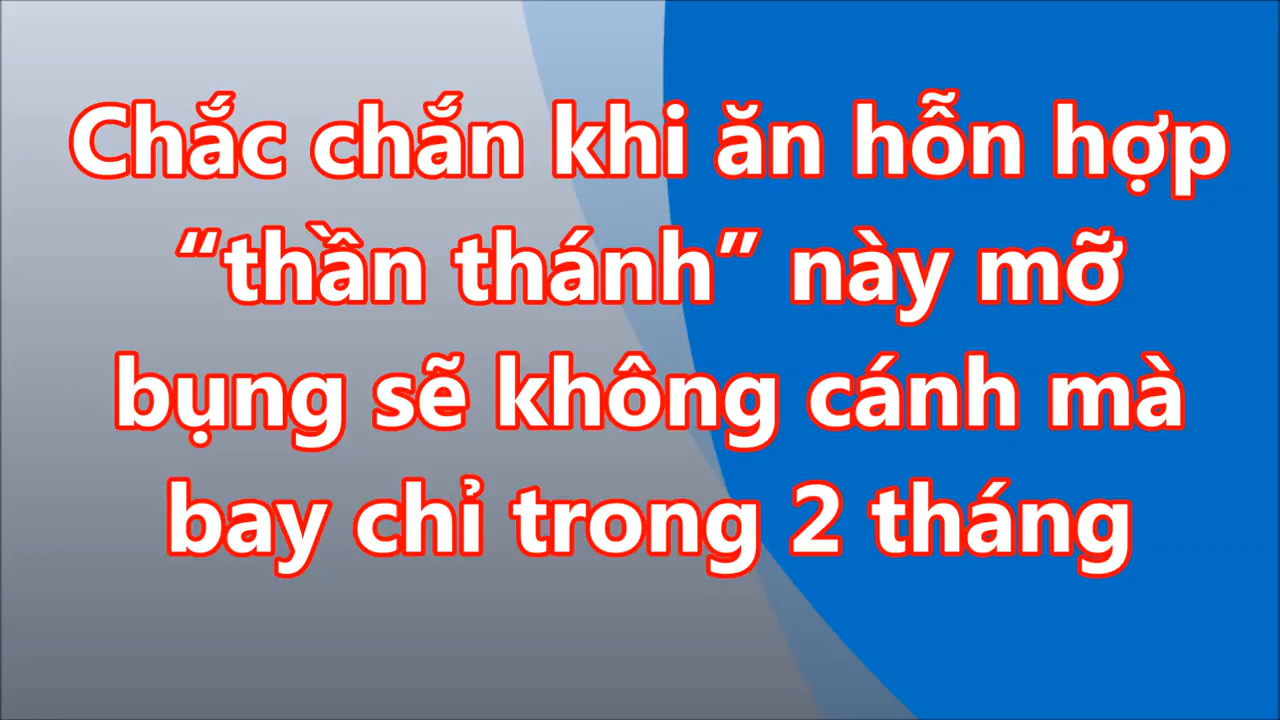 Chắc chắn khi ăn hỗn hợp
“thần thánh” này mỡ
bụng sẽ không cánh mà
bay chỉ trong 2 tháng